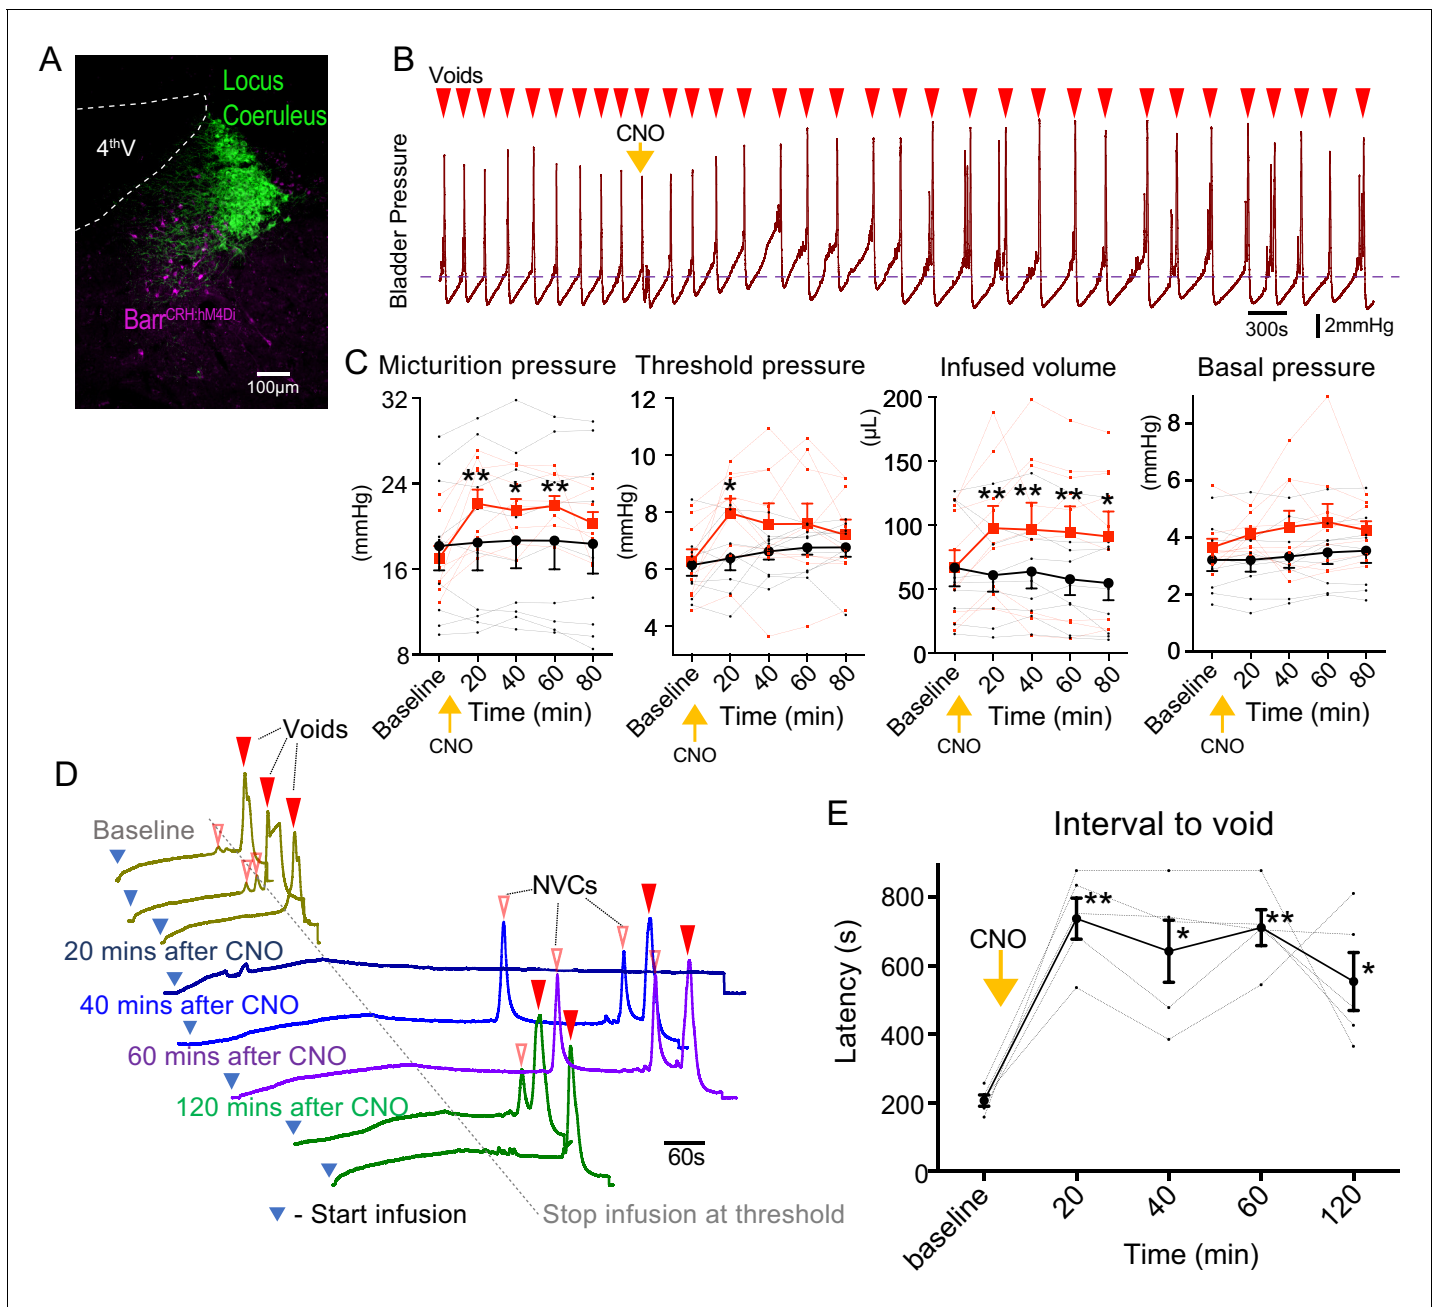 A
Locus
Coeruleus
4thV
BarrCRH:hM4Di
100µm
B
Voids
CNO
Bladder Pressure
300s
2mmHg
C
Micturition pressure
Threshold pressure
Infused volume
Basal pressure
(mmHg)
32
24
16
8
** * **
Baseline 20 40 60 80
Time (min)
CNO
(mmHg)
12
10
8
6
4
*
Baseline 20 40 60 80
Time (min)
CNO
(µL)
200
150
100
50
0
** ** ** *
Baseline 20 40 60 80
Time (min)
CNO
(mmHg)
8
6
4
2
0
Baseline 20 40 60 80
Time (min)
CNO
D
Voids
Baseline
NVCs
20 mins after CNO
40 mins after CNO
60 mins after CNO
120 mins after CNO
60s
- Start infusion
Stop infusion at threshold
E
Interval to void
Latency (s)
800
600
400
200
0
CNO
** * ** *
baseline 20 40 60 120
Time (min)